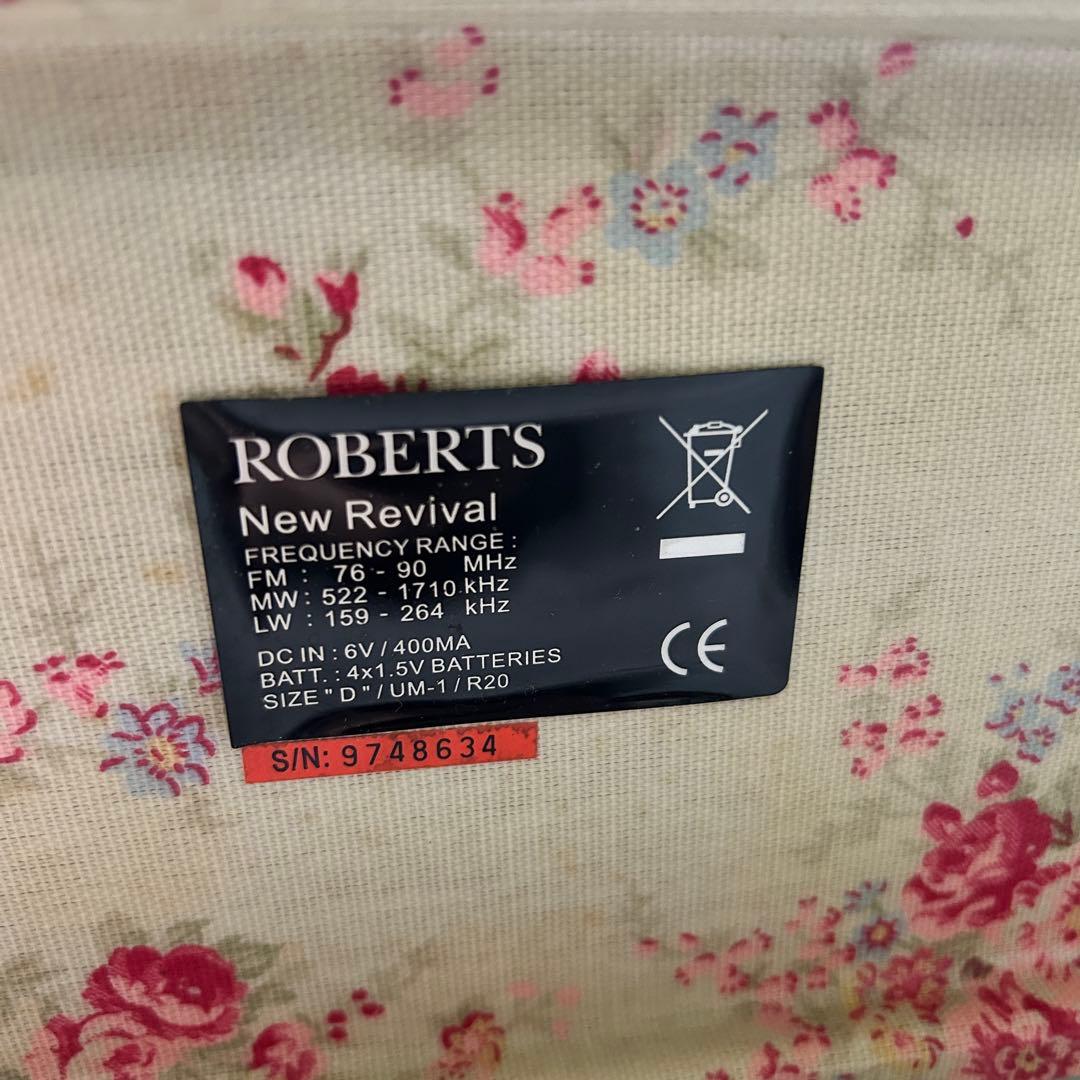 ROBERTS
New Revival
FREQUENCY RANGE :
FM : 76 - 90 MHz
MW : 522 - 1710 kHz
LW : 159 - 264 kHz
DC IN : 6V / 400MA
BATT. : 4x1.5V BATTERIES
SIZE " D " / UM-1 / R20
CE
S/N: 9748634